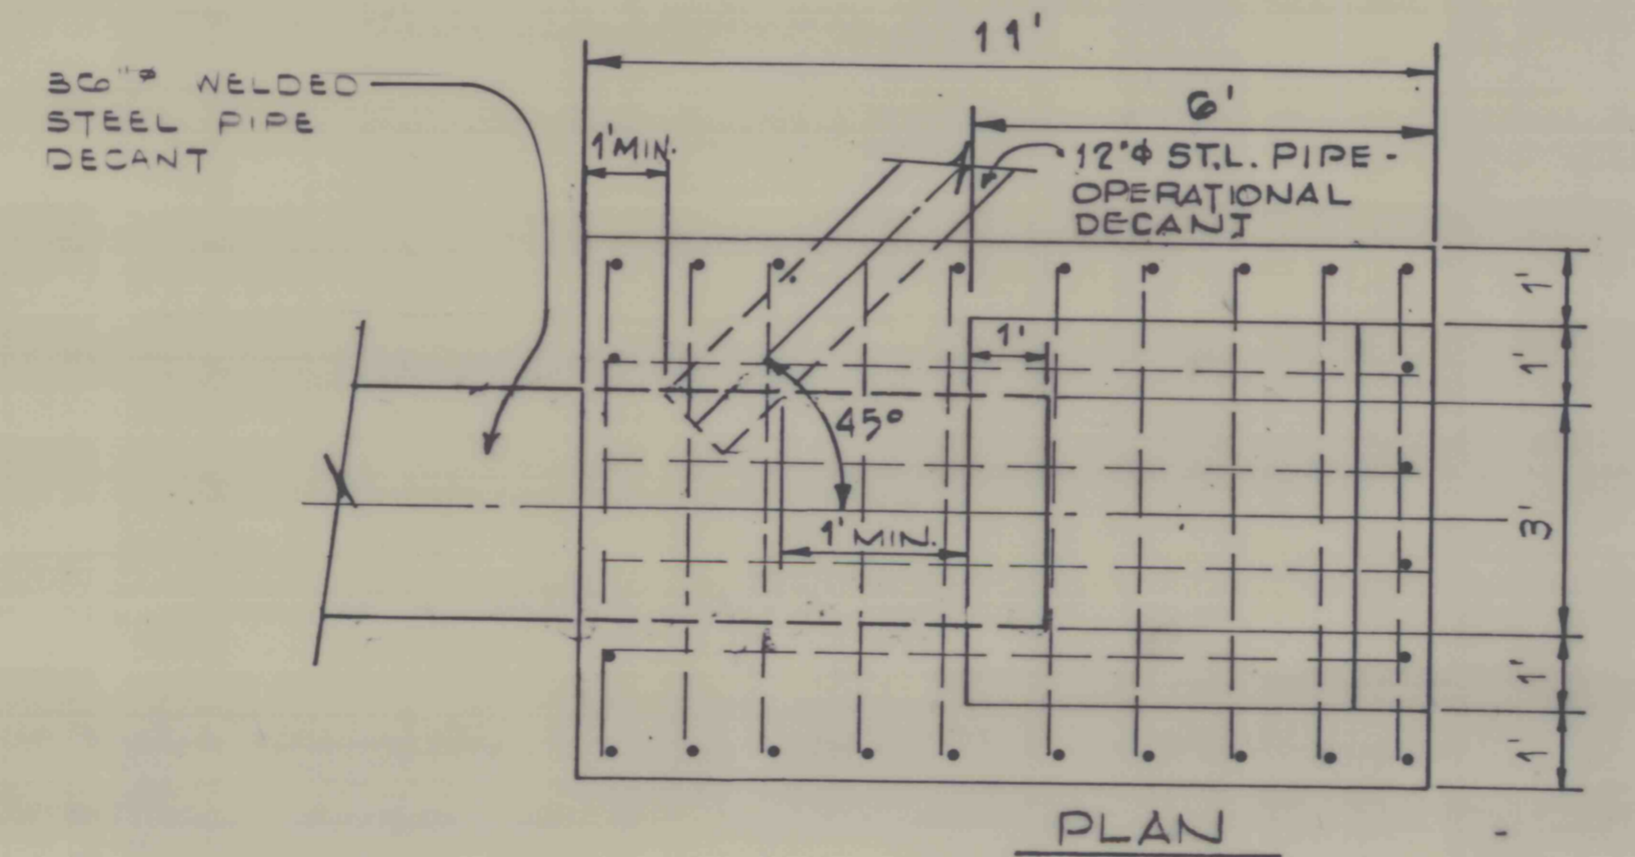 11'
36"ø WELDED
STEEL PIPE
DECANT
6'
1' MIN.
12"ø ST.L. PIPE -
OPERATIONAL
DECANT
1'
1'
1'
45°
3'
1' MIN.
1'
1'
PLAN